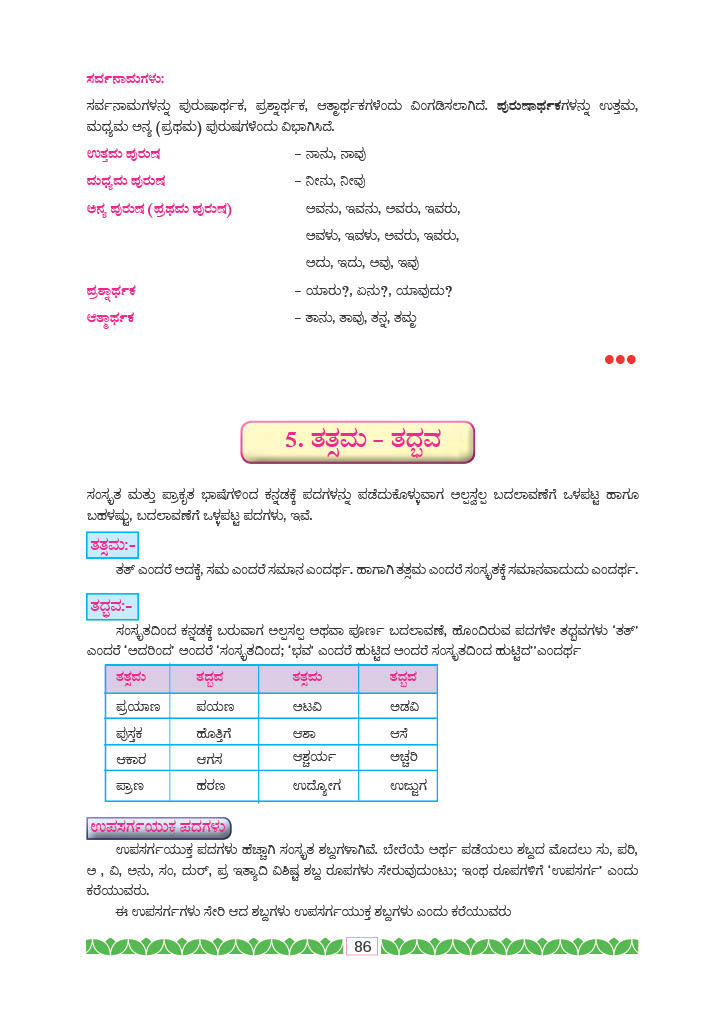 ಸರ್ವನಾಮಗಳು:
ಸರ್ವನಾಮಗಳನ್ನು ಪುರುಷಾರ್ಥಕ, ಪ್ರಶ್ನಾರ್ಥಕ, ಆತ್ಮಾರ್ಥಕಗಳೆಂದು ವಿಂಗಡಿಸಲಾಗಿದೆ. ಪುರುಷಾರ್ಥಕಗಳನ್ನು ಉತ್ತಮ,
ಮಧ್ಯಮ ಅನ್ಯ (ಪ್ರಥಮ) ಪುರುಷಗಳೆಂದು ವಿಭಾಗಿಸಿದೆ.
ಉತ್ತಮ ಪುರುಷ – ನಾನು, ನಾವು
ಮಧ್ಯಮ ಪುರುಷ – ನೀನು, ನೀವು
ಅನ್ಯ ಪುರುಷ (ಪ್ರಥಮ ಪುರುಷ) ಅವನು, ಇವನು, ಅವರು, ಇವರು,
ಅವಳು, ಇವಳು, ಅವರು, ಇವರು,
ಅದು, ಇದು, ಅವು, ಇವು
ಪ್ರಶ್ನಾರ್ಥಕ – ಯಾರು?, ಏನು?, ಯಾವುದು?
ಆತ್ಮಾರ್ಥಕ – ತಾನು, ತಾವು, ತನ್ನ, ತಮ್ಮ
5. ತತ್ಸಮ – ತದ್ಭವ
ಸಂಸ್ಕೃತ ಮತ್ತು ಪ್ರಾಕೃತ ಭಾಷೆಗಳಿಂದ ಕನ್ನಡಕ್ಕೆ ಪದಗಳನ್ನು ಪಡೆದುಕೊಳ್ಳುವಾಗ ಅಲ್ಪಸ್ವಲ್ಪ ಬದಲಾವಣೆಗೆ ಒಳಪಟ್ಟ ಹಾಗೂ
ಬಹಳಷ್ಟು, ಬದಲಾವಣೆಗೆ ಒಳ್ಳಪಟ್ಟ ಪದಗಳು, ಇವೆ.
ತತ್ಸಮ:-
ತತ್ ಎಂದರೆ ಅದಕ್ಕೆ, ಸಮ ಎಂದರೆ ಸಮಾನ ಎಂದರ್ಥ. ಹಾಗಾಗಿ ತತ್ಸಮ ಎಂದರೆ ಸಂಸ್ಕೃತಕ್ಕೆ ಸಮಾನವಾದುದು ಎಂದರ್ಥ.
ತದ್ಭವ:-
ಸಂಸ್ಕೃತದಿಂದ ಕನ್ನಡಕ್ಕೆ ಬರುವಾಗ ಅಲ್ಪಸಲ್ಪ ಅಥವಾ ಪೂರ್ಣ ಬದಲಾವಣೆ, ಹೊಂದಿರುವ ಪದಗಳೇ ತದ್ಭವಗಳು ‘ತತ್’
ಎಂದರೆ ‘ಅದರಿಂದ’ ಅಂದರೆ ‘ಸಂಸ್ಕೃತದಿಂದ; ‘ಭವ’ ಎಂದರೆ ಹುಟ್ಟಿದ ಅಂದರೆ ಸಂಸ್ಕೃತದಿಂದ ಹುಟ್ಟಿದ”ಎಂದರ್ಥ
ತತ್ಸಮ ತದ್ಭವ ತತ್ಸಮ ತದ್ಭವ
ಪ್ರಯಾಣ ಪಯಣ ಅಟವಿ ಅಡವಿ
ಪುಸ್ತಕ ಹೊತ್ತಿಗೆ ಆಶಾ ಆಸೆ
ಆಕಾರ ಆಗಸ ಆಶ್ಚರ್ಯ ಅಚ್ಚರಿ
ಪ್ರಾಣ ಹರಣ ಉದ್ಯೋಗ ಉಜ್ಜುಗ
ಉಪಸರ್ಗಯುಕ ಪದಗಳು
ಉಪಸರ್ಗಯುಕ್ತ ಪದಗಳು ಹೆಚ್ಚಾಗಿ ಸಂಸ್ಕೃತ ಶಬ್ದಗಳಾಗಿವೆ. ಬೇರೆಯೆ ಅರ್ಥ ಪಡೆಯಲು ಶಬ್ದದ ಮೊದಲು ಸು, ಪರಿ,
ಅ , ವಿ, ಅನು, ಸಂ, ದುರ್, ಪ್ರ ಇತ್ಯಾದಿ ವಿಶಿಷ್ಟ ಶಬ್ದ ರೂಪಗಳು ಸೇರುವುದುಂಟು; ಇಂಥ ರೂಪಗಳಿಗೆ ‘ಉಪಸರ್ಗ’ ಎಂದು
ಕರೆಯುವರು.
ಈ ಉಪಸರ್ಗಗಳು ಸೇರಿ ಆದ ಶಬ್ದಗಳು ಉಪಸರ್ಗಯುಕ್ತ ಶಬ್ದಗಳು ಎಂದು ಕರೆಯುವರು
86